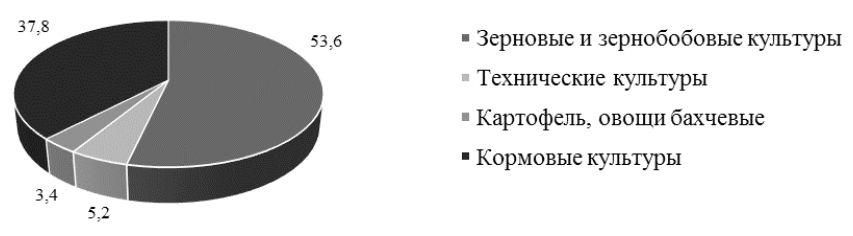 37,8
53,6
3,4
5,2
Зерновые и зернобобовые культуры
Технические культуры
Картофель, овощи бахчевые
Кормовые культуры